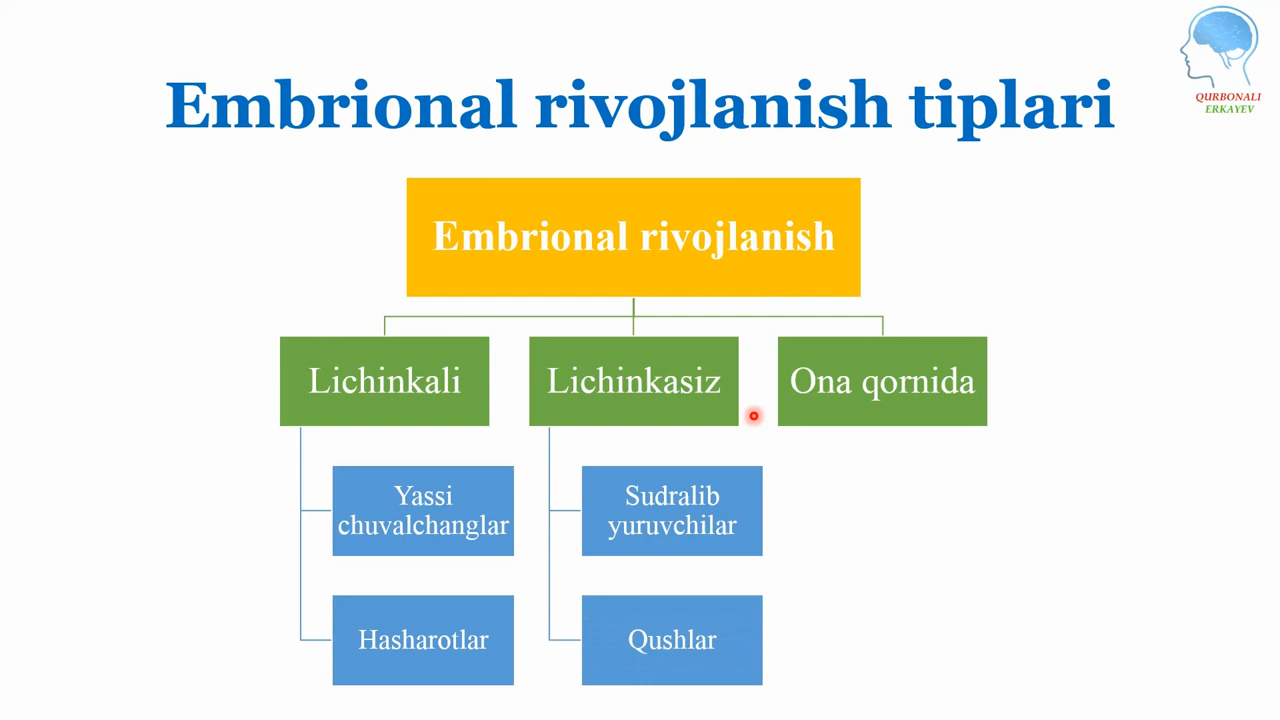 QURBONALI
ERKAYEV
Embrional rivojlanish tiplari
Embrional rivojlanish
Lichinkali
Lichinkasiz
Ona qornida
Yassi
chuvalchanglar
Sudralib
yuruvchilar
Hasharotlar
Qushlar